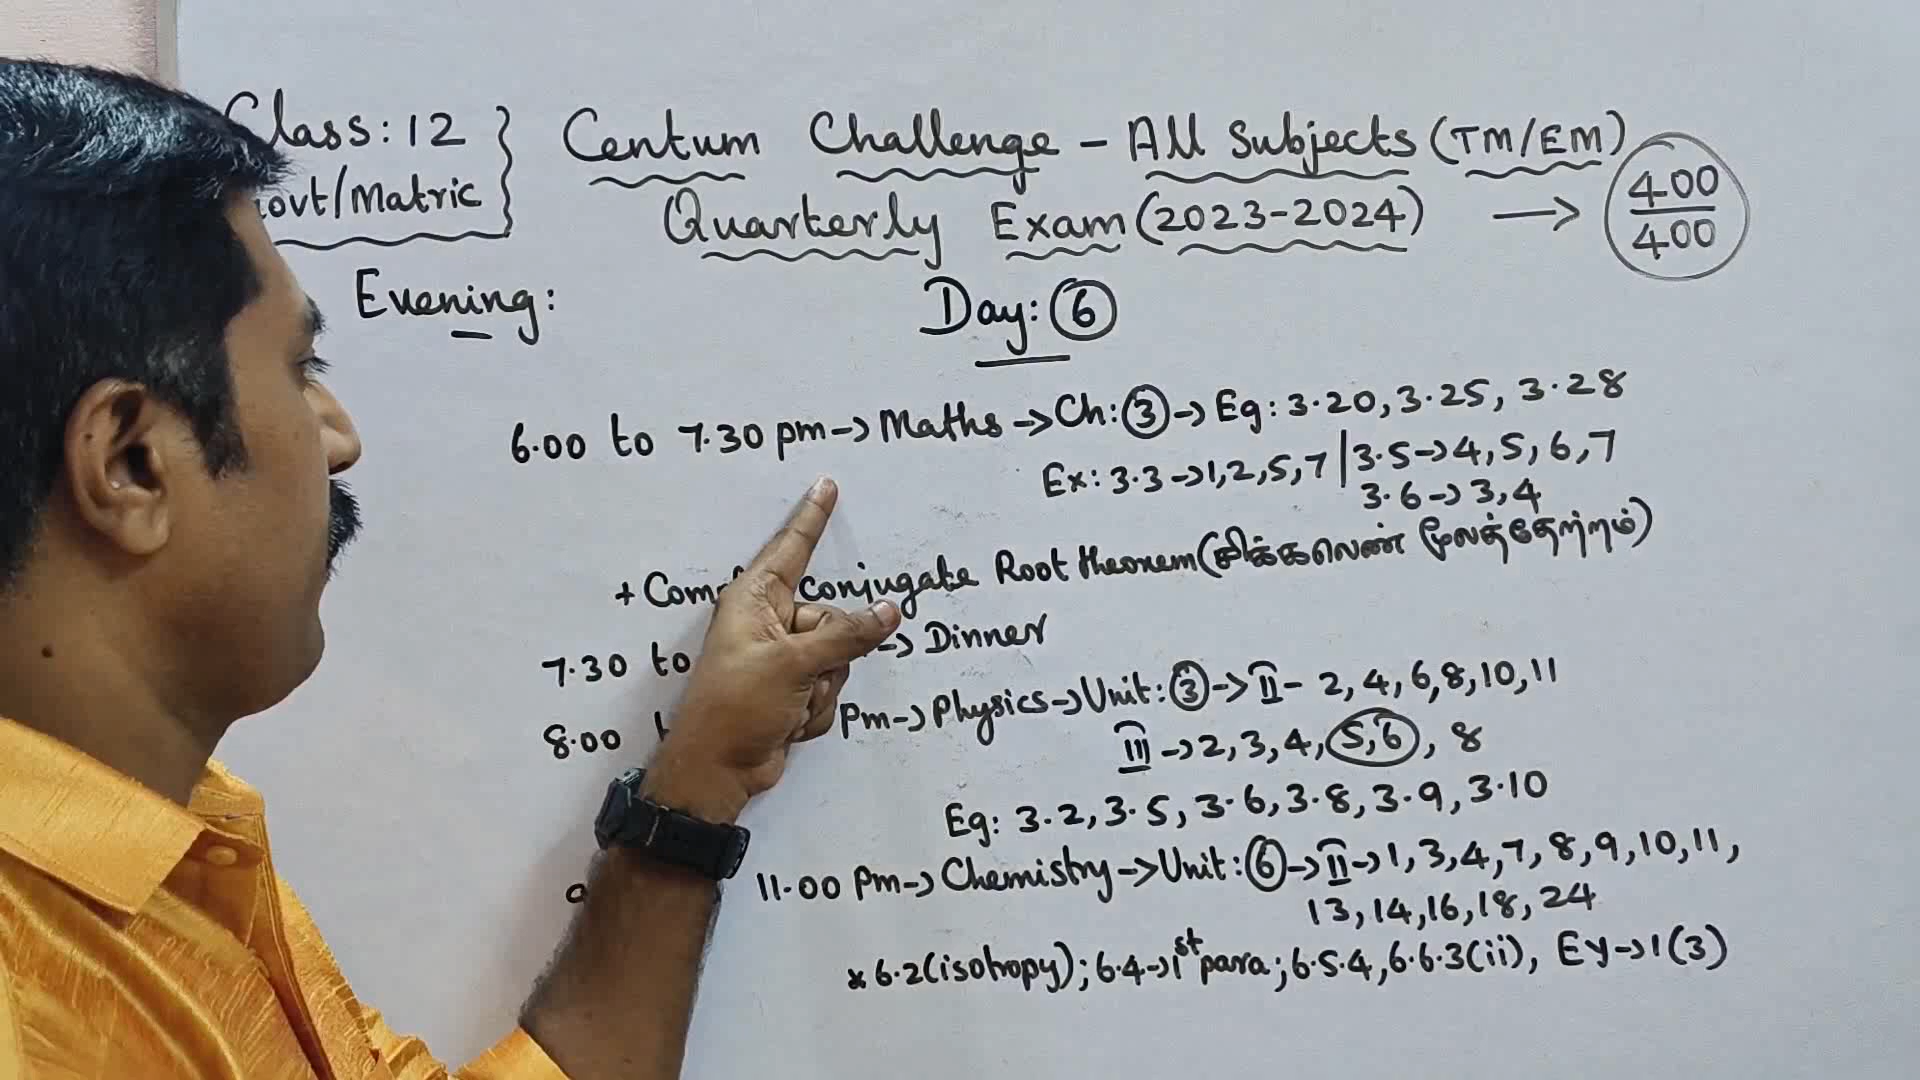 Class: 12
Govt/Matric
Centum Challenge - All Subjects (TM/EM)
Quarterly Exam (2023-2024) → 400/400
Evening:
Day: 6
6.00 to 7.30 pm → Maths → Ch: 3 → Eg: 3.20, 3.25, 3.28
Ex: 3.3 → 1, 2, 5, 7 | 3.5 → 4, 5, 6, 7
3.6 → 3, 4
+ conjugate Root theorem (சிக்கலெண் மூலத்தேற்றம்)
7.30 to → Dinner
8.00 pm → Physics → Unit: 3 → II - 2, 4, 6, 8, 10, 11
III → 2, 3, 4, 5, 6, 8
Eg: 3.2, 3.5, 3.6, 3.8, 3.9, 3.10
11.00 pm → Chemistry → Unit: 6 → II → 1, 3, 4, 7, 8, 9, 10, 11,
13, 14, 16, 18, 24
* 6.2 (isotropy); 6.4 → 1st para; 6.5.4, 6.6.3(ii), EY → 1(3)